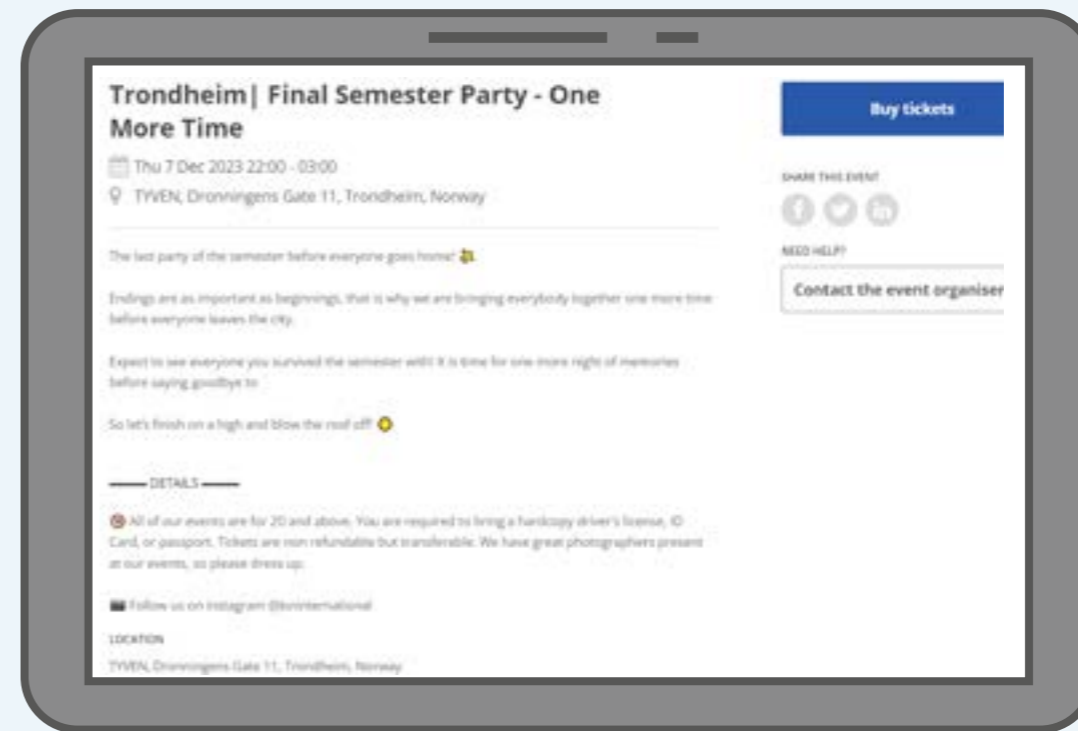 Trondheim| Final Semester Party - One
More Time
Thu 7 Dec 2023 22:00 - 03:00
TYVEN, Dronningens Gate 11, Trondheim, Norway
The last party of the semester before everyone goes home!
Endings are as important as beginnings, that is why we are bringing everybody together one more time
before everyone leaves the city.
Expect to see everyone you survived the semester with! It is time for one more night of memories
before saying goodbye to
So let's finish on a high and blow the roof off!
DETAILS
All of our events are for 20 and above. You are required to bring a hardcopy driver's license, ID
Card, or passport. Tickets are non refundable but transferable. We have great photographers present
at our events, so please dress up.
Follow us on Instagram
LOCATION
TYVEN, Dronningens Gate 11, Trondheim, Norway
Buy tickets
SHARE THIS EVENT
NEED HELP?
Contact the event organiser